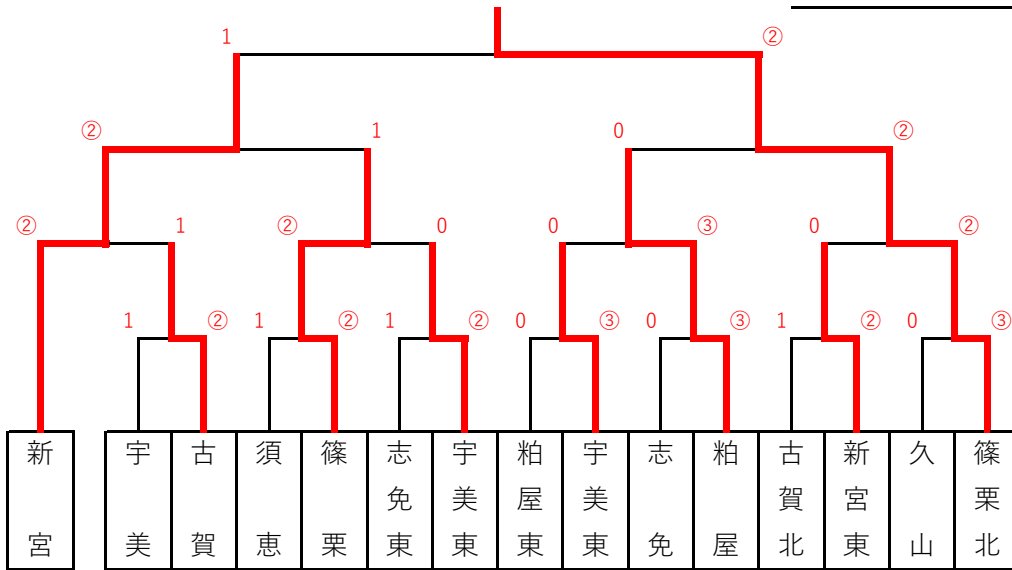 1 ②
② 1 0 ②
② 1 ② 0 0 ③ 0 ②
1 ② 1 ② 1 ② 0 ③ 0 ③ 1 ② 0 ③
新宮
宇美
古賀
須恵
篠栗
志免東
宇美東
粕屋東
宇美東
志免
粕屋
古賀北
新宮東
久山
篠栗北